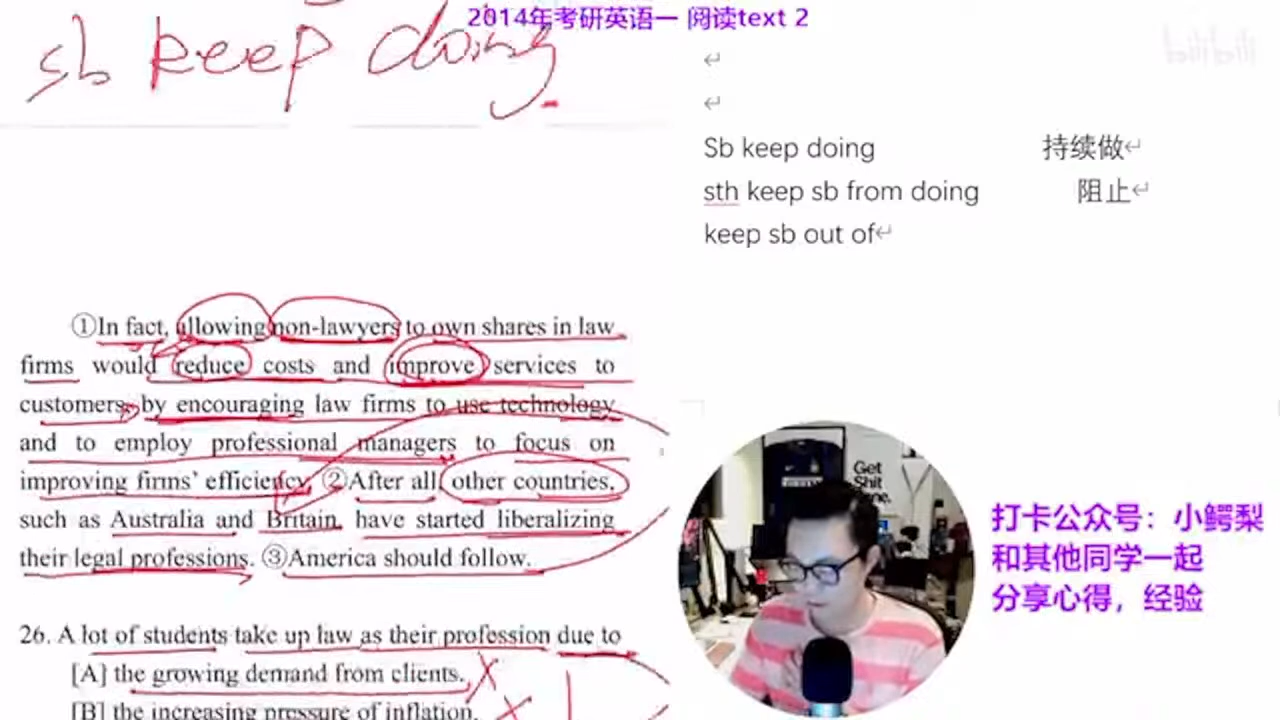 2014年考研英语一 阅读text 2
sb keep doing
bilibili
Sb keep doing 持续做
sth keep sb from doing 阻止
keep sb out of
①In fact, allowing non-lawyers to own shares in law
firms would reduce costs and improve services to
customers, by encouraging law firms to use technology
and to employ professional managers to focus on
improving firms' efficiency. ②After all, other countries,
such as Australia and Britain, have started liberalizing
their legal professions. ③America should follow.
26. A lot of students take up law as their profession due to
[A] the growing demand from clients.
[B] the increasing pressure of inflation.
Get
Shit
Done.
打卡公众号：小鳄梨
和其他同学一起
分享心得，经验